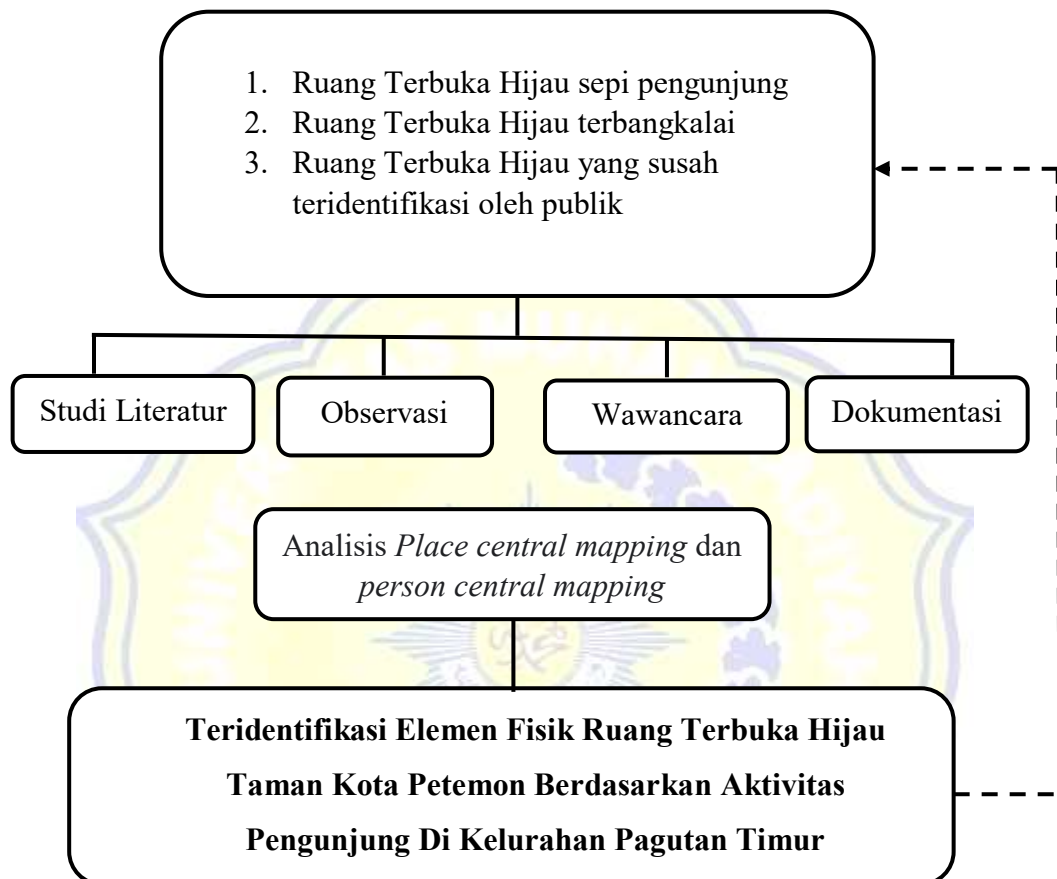 1. Ruang Terbuka Hijau sepi pengunjung
2. Ruang Terbuka Hijau terbangkalai
3. Ruang Terbuka Hijau yang susah
teridentifikasi oleh publik
Studi Literatur
Observasi
Wawancara
Dokumentasi
Analisis Place central mapping dan
person central mapping
Teridentifikasi Elemen Fisik Ruang Terbuka Hijau
Taman Kota Petemon Berdasarkan Aktivitas
Pengunjung Di Kelurahan Pagutan Timur